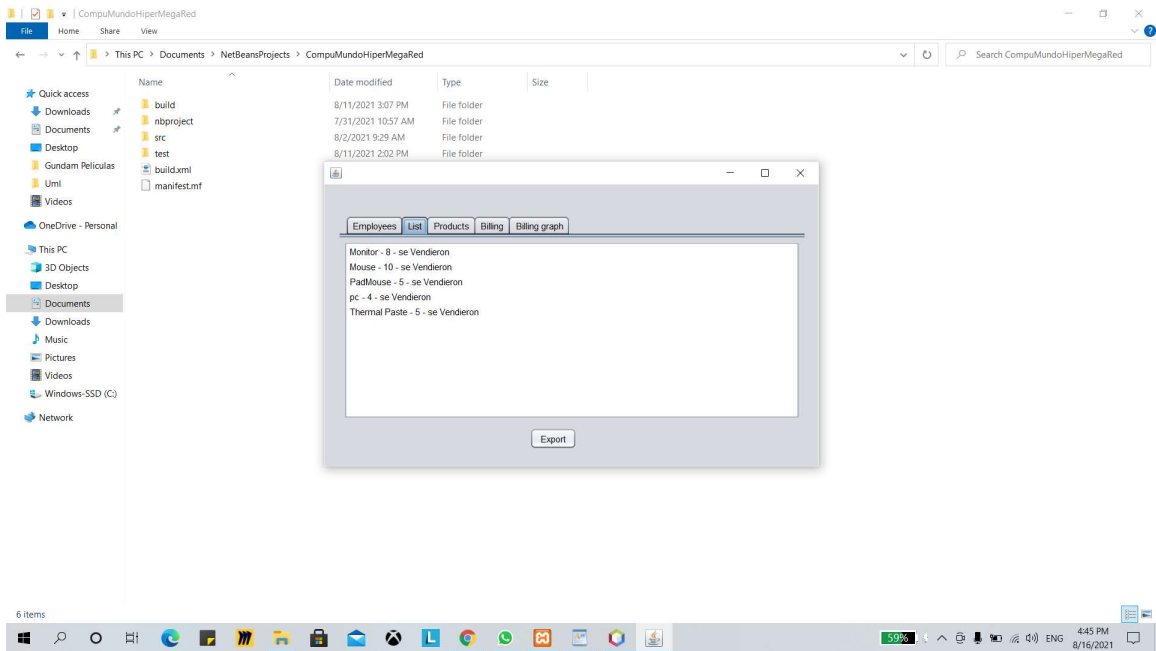 CompuMundoHiperMegaRed
File Home Share View
This PC > Documents > NetBeansProjects > CompuMundoHiperMegaRed
Search CompuMundoHiperMegaRed
Name Date modified Type Size
Quick access
Downloads
Documents
Desktop
Gundam Peliculas
Uml
Videos
OneDrive - Personal
This PC
3D Objects
Desktop
Documents
Downloads
Music
Pictures
Videos
Windows-SSD (C:)
Network
build 8/11/2021 3:07 PM File folder
nbproject 7/31/2021 10:57 AM File folder
src 8/2/2021 9:29 AM File folder
test 8/11/2021 2:02 PM File folder
build.xml
manifest.mf
Employees List Products Billing Billing graph
Monitor - 8 - se Vendieron
Mouse - 10 - se Vendieron
PadMouse - 5 - se Vendieron
pc - 4 - se Vendieron
Thermal Paste - 5 - se Vendieron
Export
6 items
59%
ENG
4:45 PM
8/16/2021